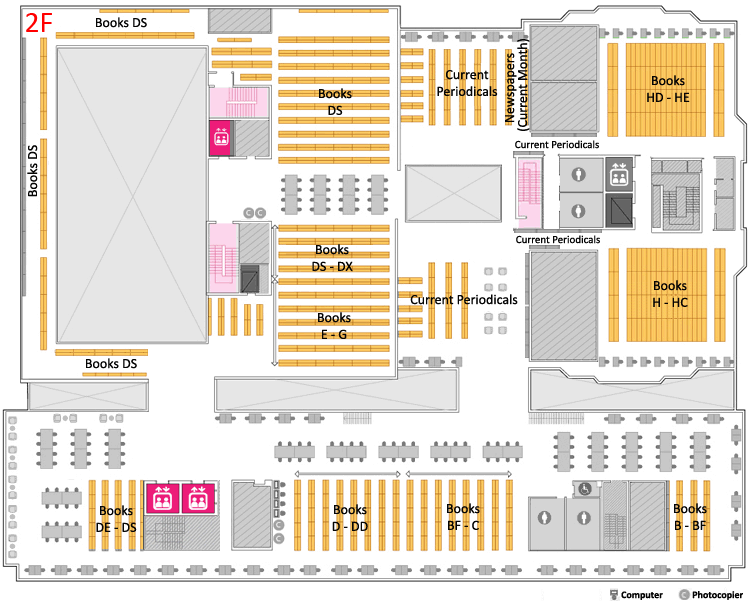 2F
Books DS
Books
DS
Current
Periodicals
Newspapers
(Current Month)
Books
HD - HE
Books DS
Current Periodicals
C C
Current Periodicals
Books
DS - DX
Books
H - HC
Current Periodicals
Books
E - G
Books DS
Books
DE - DS
Books
D - DD
Books
BF - C
Books
B - BF
C
C
Computer
C Photocopier